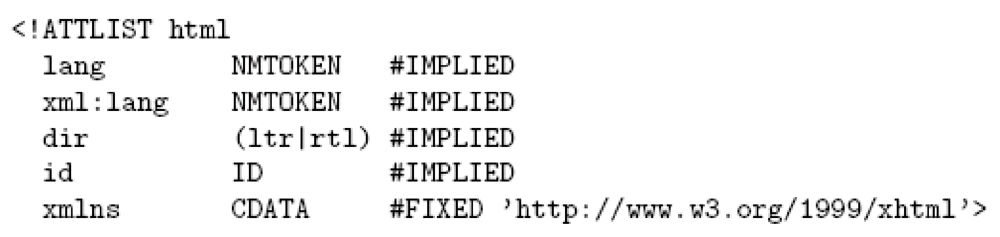 <!ATTLIST html
  lang        NMTOKEN   #IMPLIED
  xml:lang    NMTOKEN   #IMPLIED
  dir         (ltr|rtl) #IMPLIED
  id          ID        #IMPLIED
  xmlns       CDATA     #FIXED ’http://www.w3.org/1999/xhtml’>